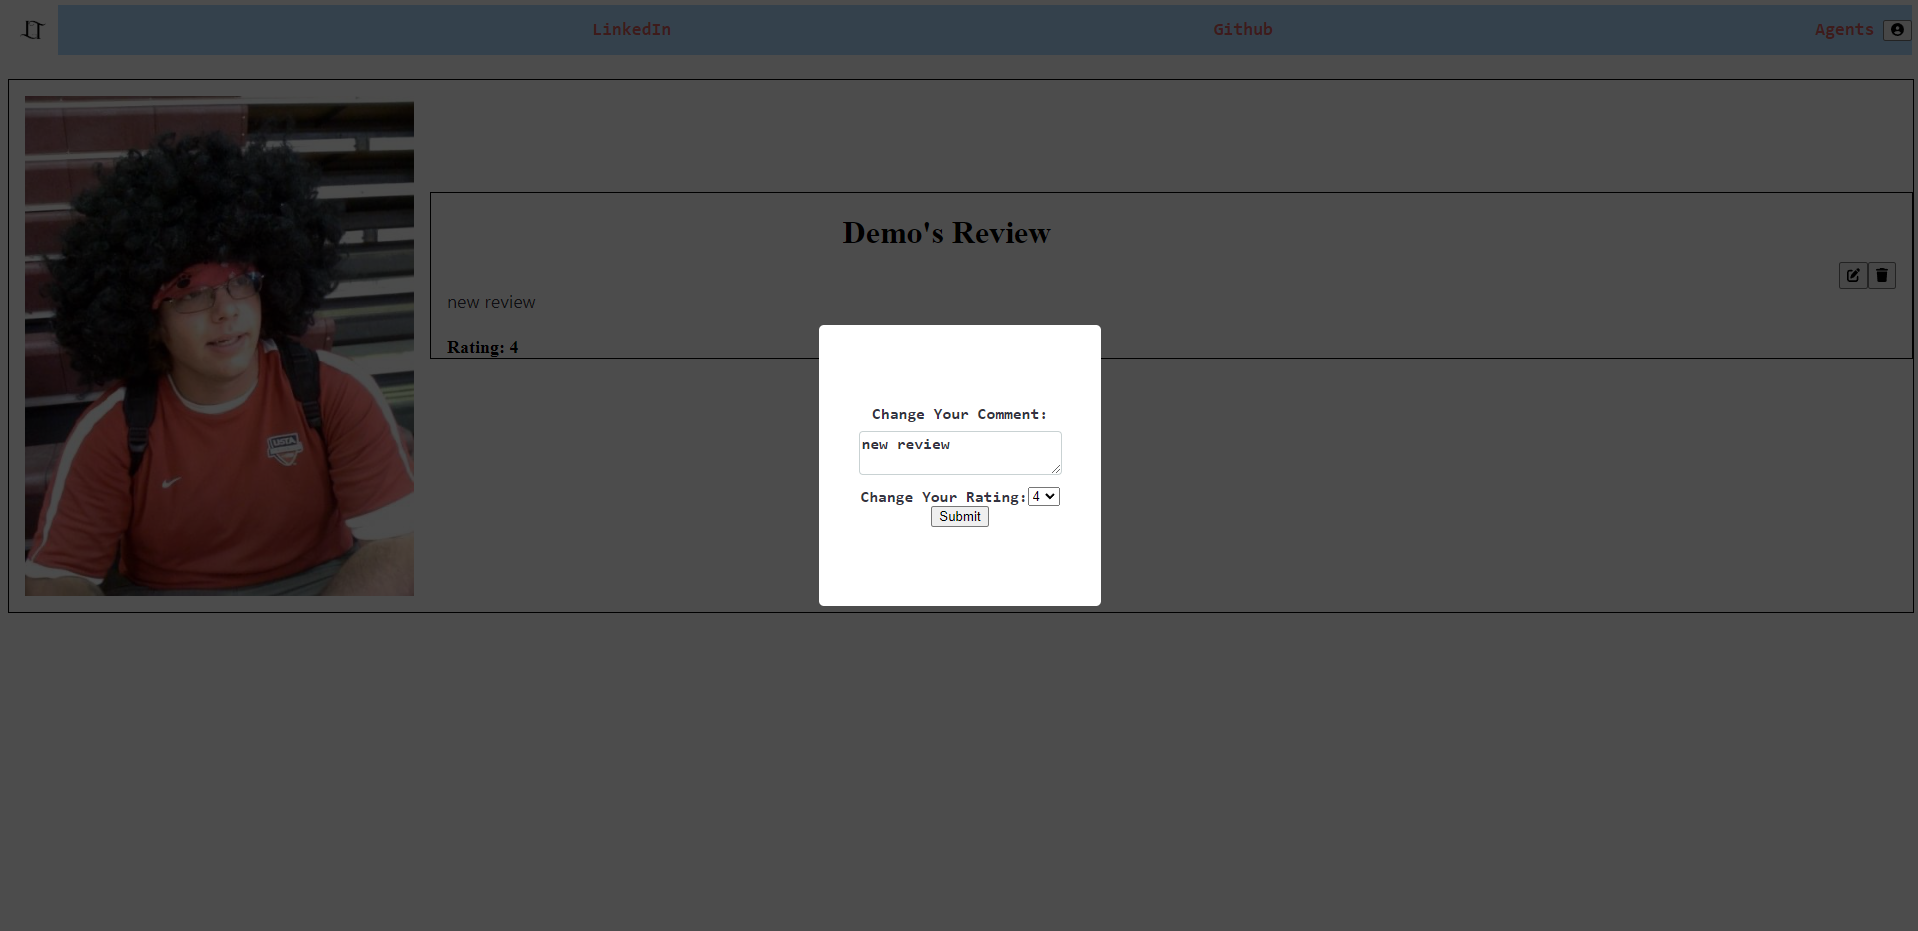 LinkedIn Github Agents
Demo's Review
new review
Rating: 4
Change Your Comment:
new review
Change Your Rating: 4
Submit
USTA